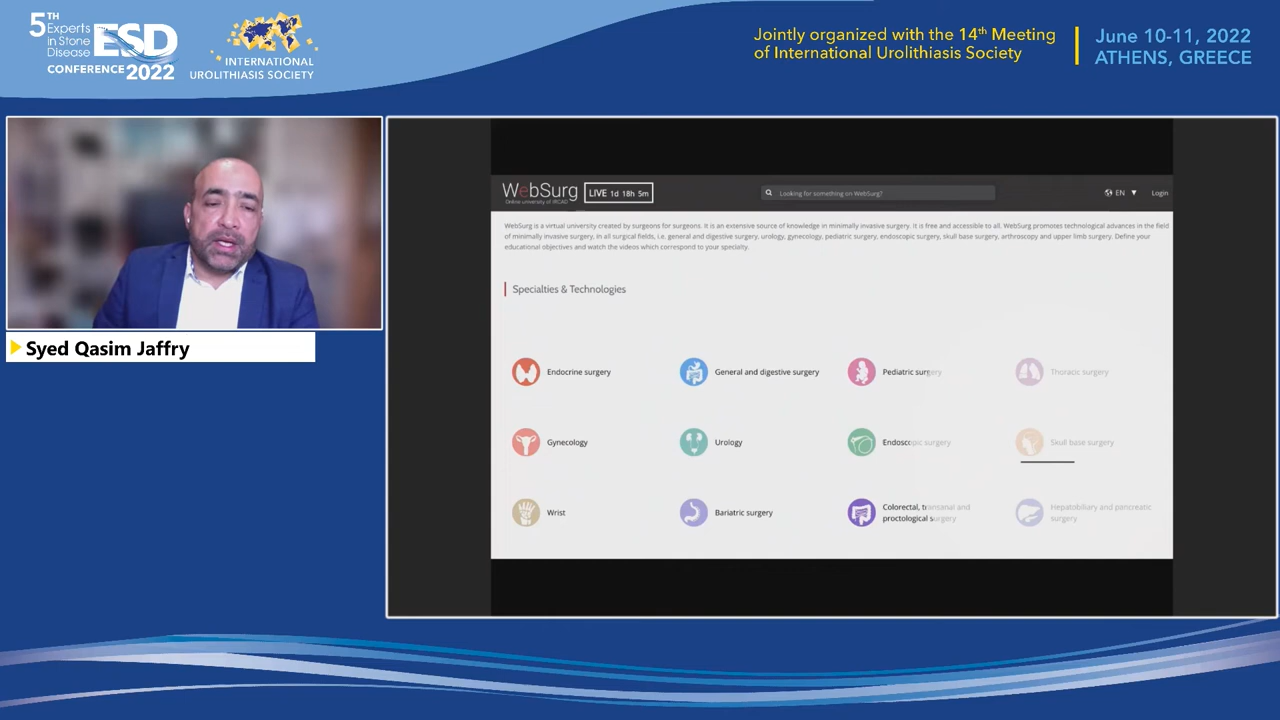 5TH
Experts
in Stone
Disease
ESD
CONFERENCE 2022
INTERNATIONAL
UROLITHIASIS SOCIETY
Jointly organized with the 14th Meeting
of International Urolithiasis Society
June 10-11, 2022
ATHENS, GREECE
Syed Qasim Jaffry
WebSurg
Online university of IRCAD
LIVE 1d 18h 5m
Looking for something on WebSurg?
EN
Login
WebSurg is a virtual university created by surgeons for surgeons. It is an extensive source of knowledge in minimally invasive surgery. It is free and accessible to all. WebSurg promotes technological advances in the field
of minimally invasive surgery, in all surgical fields, i.e. general and digestive surgery, urology, gynecology, pediatric surgery, endoscopic surgery, skull base surgery, arthroscopy and upper limb surgery. Define your
educational objectives and watch the videos which correspond to your specialty.
Specialties & Technologies
Endocrine surgery
General and digestive surgery
Pediatric surgery
Thoracic surgery
Gynecology
Urology
Endoscopic surgery
Skull base surgery
Wrist
Bariatric surgery
Colorectal, transanal and
proctological surgery
Hepatobiliary and pancreatic
surgery